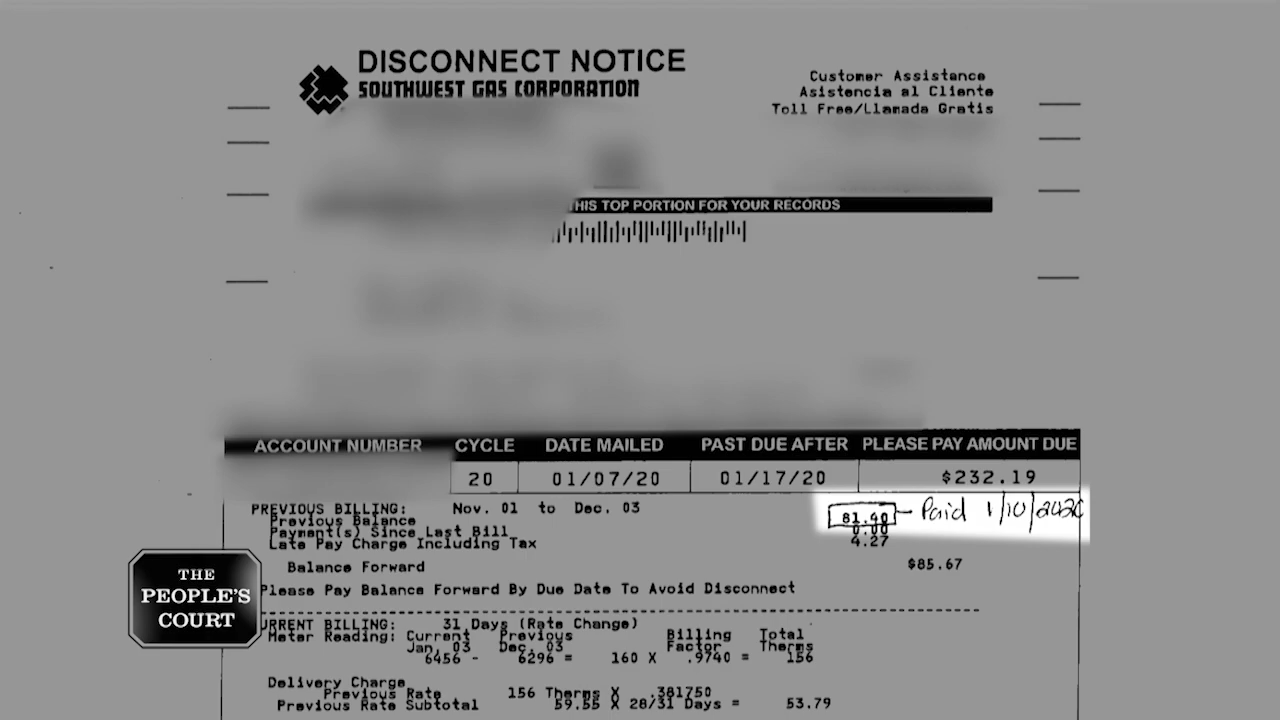 DISCONNECT NOTICE
SOUTHWEST GAS CORPORATION
Customer Assistance
Asistencia al Cliente
Toll Free/Llamada Gratis
THIS TOP PORTION FOR YOUR RECORDS
ACCOUNT NUMBER CYCLE DATE MAILED PAST DUE AFTER PLEASE PAY AMOUNT DUE
20 01/07/20 01/17/20 $232.19
PREVIOUS BILLING: Nov. 01 to Dec. 03
Previous Balance 81.40 - Paid 1/10/2020
Payment(s) Since Last Bill 0.00
Late Pay Charge Including Tax 4.27
Balance Forward $85.67
Please Pay Balance Forward By Due Date To Avoid Disconnect
URRENT BILLING: 31 Days (Rate Change)
Meter Reading: Current Previous Billing Total
Jan. 03 Dec. 03 Factor Therms
6456 - 6296 = 160 X .9740 = 156
Delivery Charge
Previous Rate 156 Therms X .381750
Previous Rate Subtotal 59.55 X 28/31 Days = 53.79
THE
PEOPLE'S
COURT